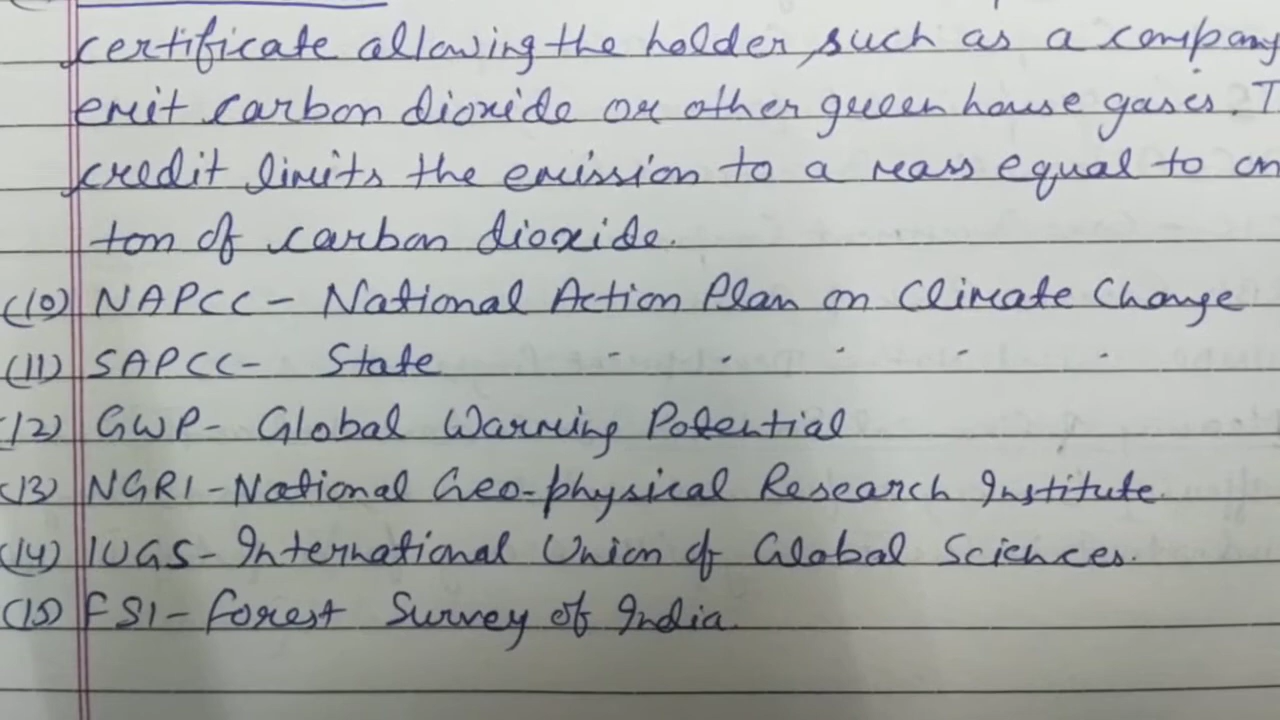 certificate allowing the holder, such as a company
emit carbon dioxide or other green house gases. T
credit limits the emission to a mass equal to on
ton of carbon dioxide.
(10) NAPCC - National Action Plan on Climate Change
(11) SAPCC - State - - - - -
(12) GWP - Global Warming Potential
(13) NGRI - National Geo-physical Research Institute.
(14) IUGS - International Union of Global Sciences.
(15) FSI - Forest Survey of India.